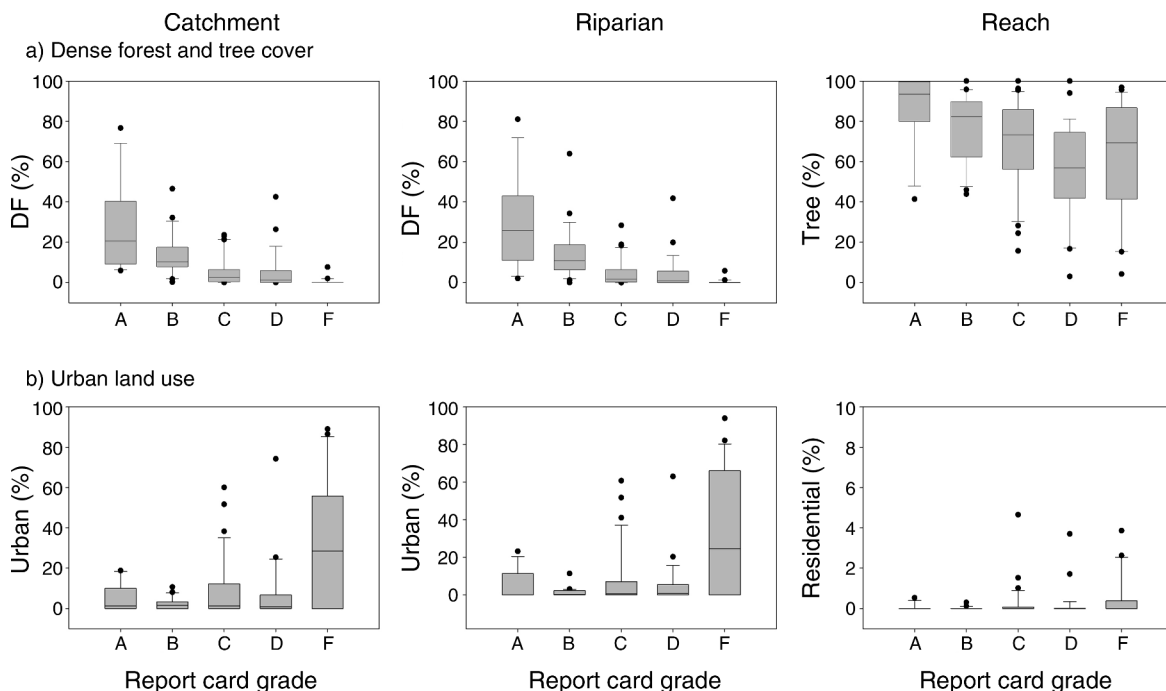 Catchment
Riparian
Reach
a) Dense forest and tree cover
DF (%)
100
80
60
40
20
0
A B C D F
DF (%)
100
80
60
40
20
0
A B C D F
Tree (%)
100
80
60
40
20
0
A B C D F
b) Urban land use
Urban (%)
100
80
60
40
20
0
A B C D F
Report card grade
Urban (%)
100
80
60
40
20
0
A B C D F
Report card grade
Residential (%)
10
8
6
4
2
0
A B C D F
Report card grade